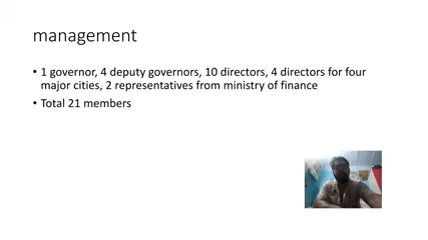 management
• 1 governor, 4 deputy governors, 10 directors, 4 directors for four
major cities, 2 representatives from ministry of finance
• Total 21 members